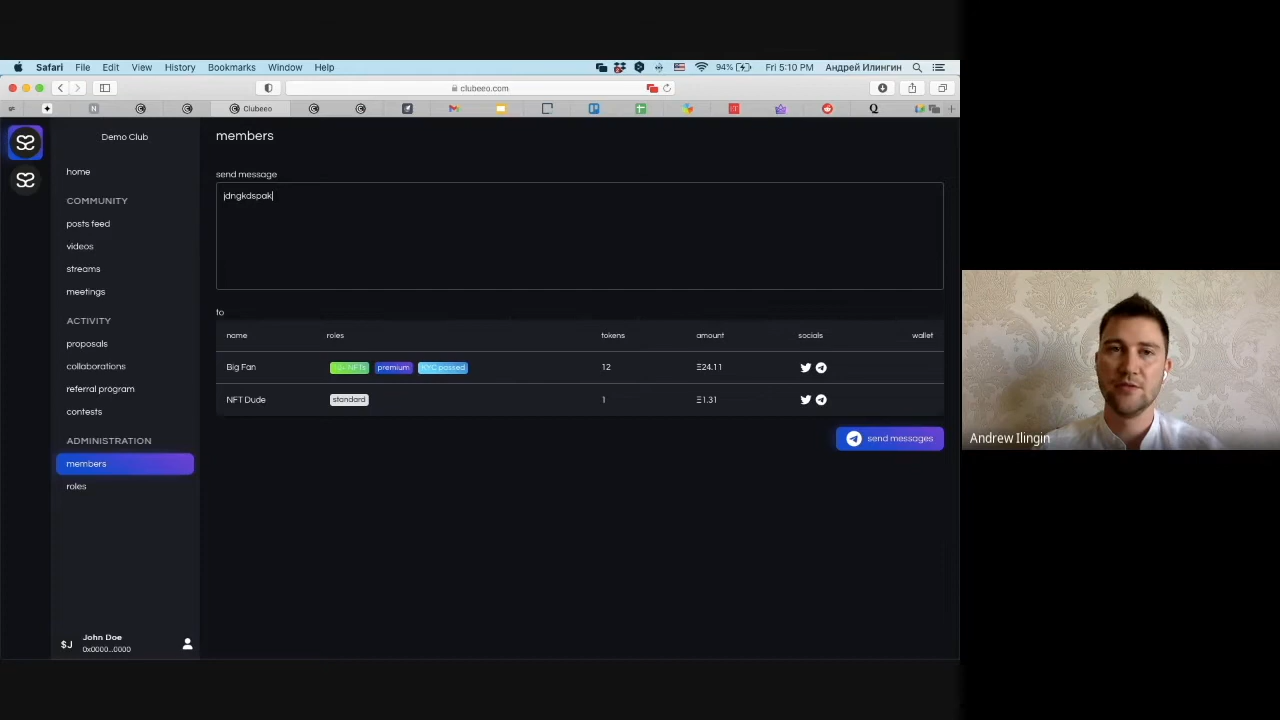 Safari File Edit View History Bookmarks Window Help 94% Fri 5:10 PM Андрей Илингин
clubeeo.com
Clubeeo
Demo Club
home
COMMUNITY
posts feed
videos
streams
meetings
ACTIVITY
proposals
collaborations
referral program
contests
ADMINISTRATION
members
roles
$J John Doe
0x0000..0000
members
send message
jdngkdspak
to
name roles tokens amount socials wallet
Big Fan NFTs premium KYC passed 12 Ξ24.11
NFT Dude standard 1 Ξ1.31
send messages
Andrew Ilingin